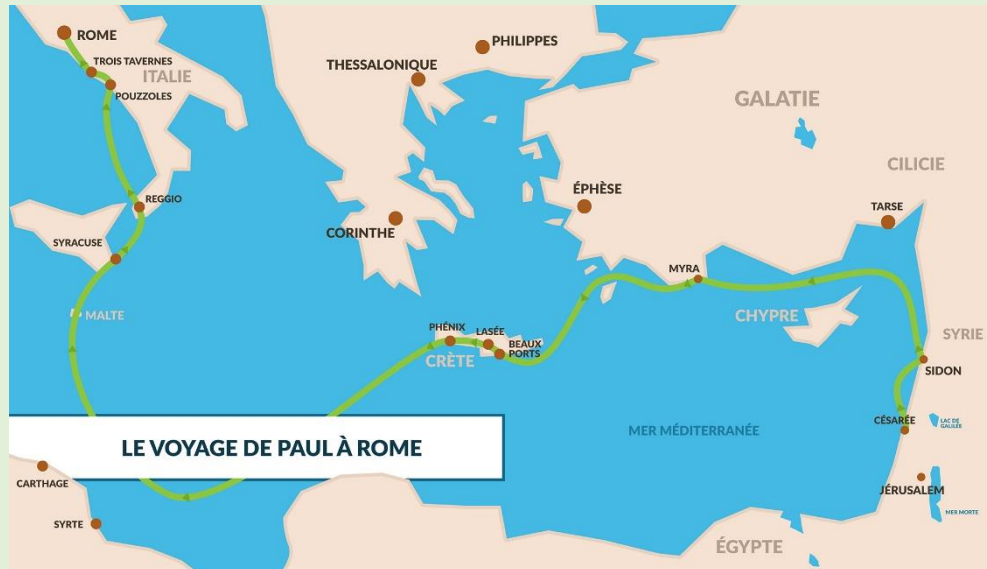 ROME
TROIS TAVERNES
ITALIE
POUZZOLES
PHILIPPES
THESSALONIQUE
GALATIE
CILICIE
ÉPHÈSE
TARSE
REGGIO
CORINTHE
SYRACUSE
MYRA
MALTE
CHYPRE
PHÉNIX
LASÉE
BEAUX
PORTS
CRÈTE
SYRIE
SIDON
CÉSARÉE
LAC DE
GALILÉE
MER MÉDITERRANÉE
LE VOYAGE DE PAUL À ROME
CARTHAGE
SYRTE
JÉRUSALEM
MER MORTE
ÉGYPTE